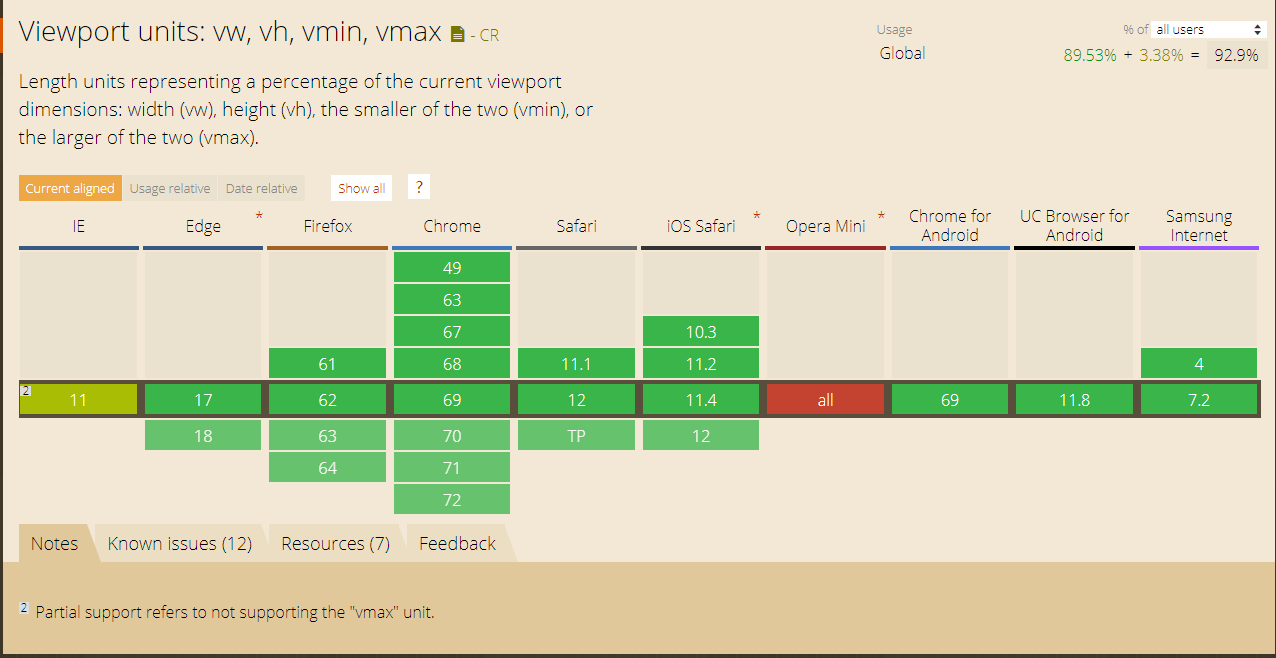 Viewport units: vw, vh, vmin, vmax - CR
Usage % of all users
Global 89.53% + 3.38% = 92.9%
Length units representing a percentage of the current viewport
dimensions: width (vw), height (vh), the smaller of the two (vmin), or
the larger of the two (vmax).
Current aligned Usage relative Date relative Show all ?
IE Edge * Firefox Chrome Safari iOS Safari * Opera Mini * Chrome for Android UC Browser for Android Samsung Internet
49
63
67 10.3
61 68 11.1 11.2 4
2 11 17 62 69 12 11.4 all 69 11.8 7.2
18 63 70 TP 12
64 71
72
Notes Known issues (12) Resources (7) Feedback
2 Partial support refers to not supporting the "vmax" unit.